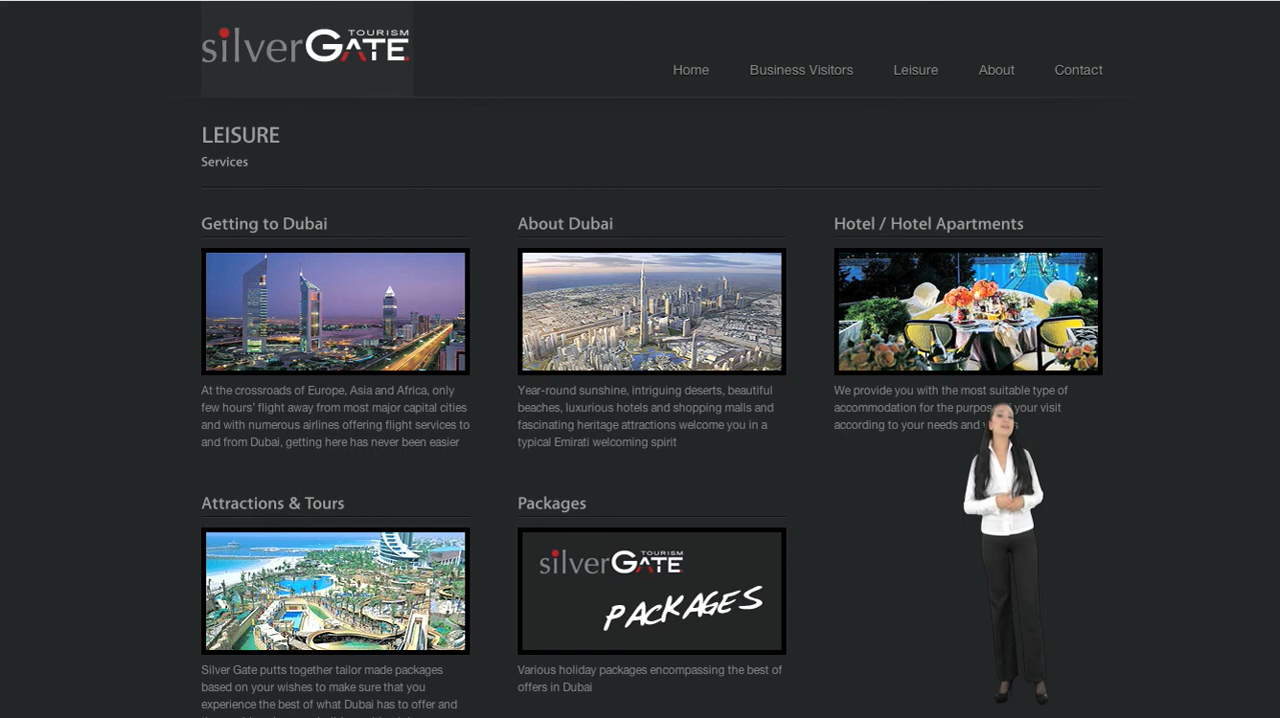 silverGATE TOURISM
Home Business Visitors Leisure About Contact
LEISURE
Services
Getting to Dubai
At the crossroads of Europe, Asia and Africa, only
few hours' flight away from most major capital cities
and with numerous airlines offering flight services to
and from Dubai, getting here has never been easier
About Dubai
Year-round sunshine, intriguing deserts, beautiful
beaches, luxurious hotels and shopping malls and
fascinating heritage attractions welcome you in a
typical Emirati welcoming spirit
Hotel / Hotel Apartments
We provide you with the most suitable type of
accommodation for the purpose your visit
according to your needs and
Attractions & Tours
Silver Gate putts together tailor made packages
based on your wishes to make sure that you
experience the best of what Dubai has to offer and
Packages
silverGATE TOURISM
PACKAGES
Various holiday packages encompassing the best of
offers in Dubai